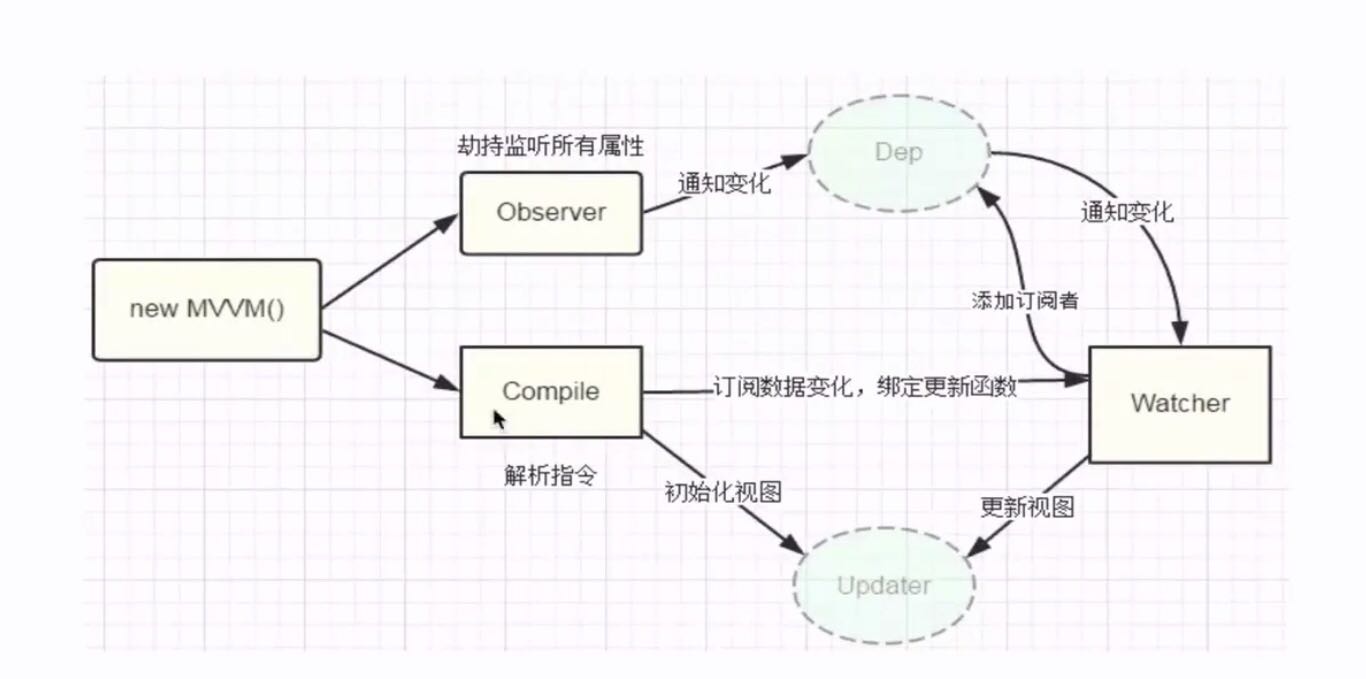 劫持监听所有属性
Dep
通知变化
Observer
通知变化
new MVVM()
添加订阅者
Compile
订阅数据变化，绑定更新函数
Watcher
解析指令
初始化视图
更新视图
Updater